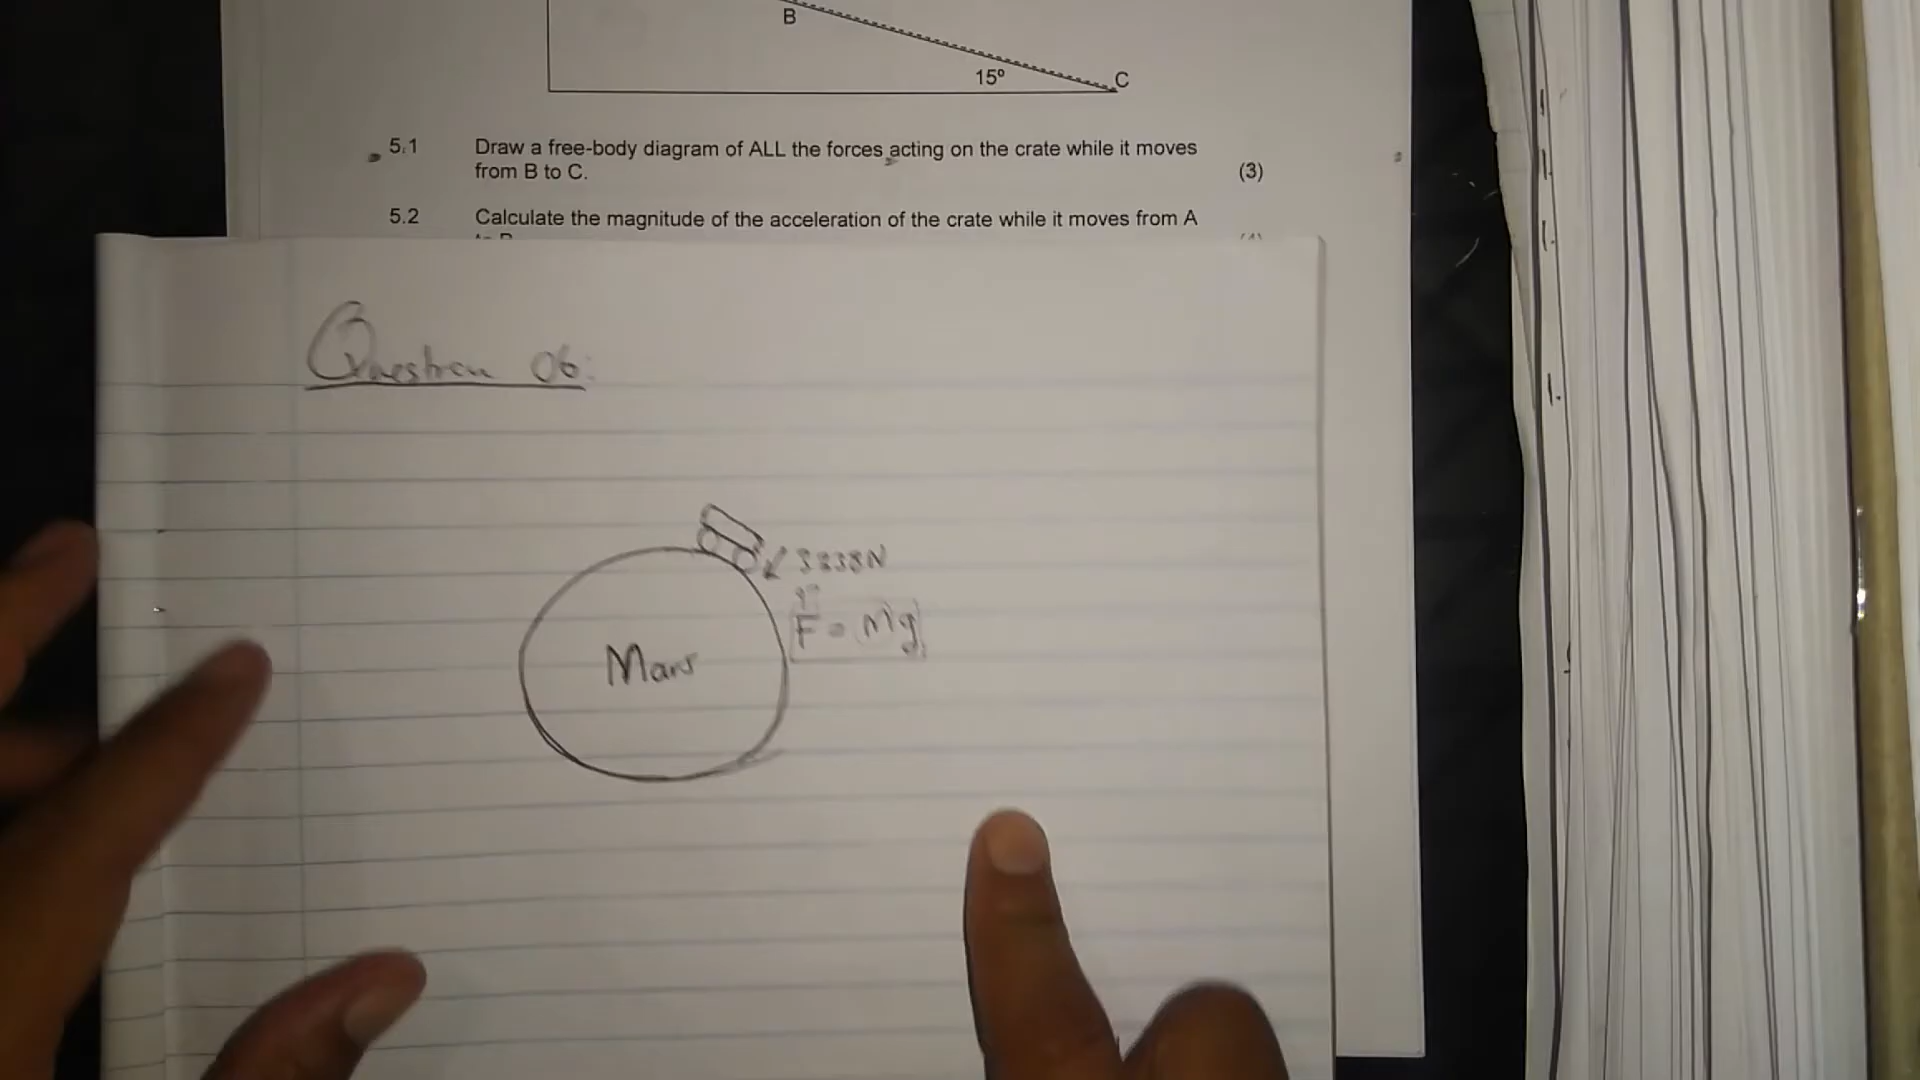 B
15º
C
5.1 Draw a free-body diagram of ALL the forces acting on the crate while it moves
from B to C. (3)
5.2 Calculate the magnitude of the acceleration of the crate while it moves from A
Question 06:
F = mg
Mars